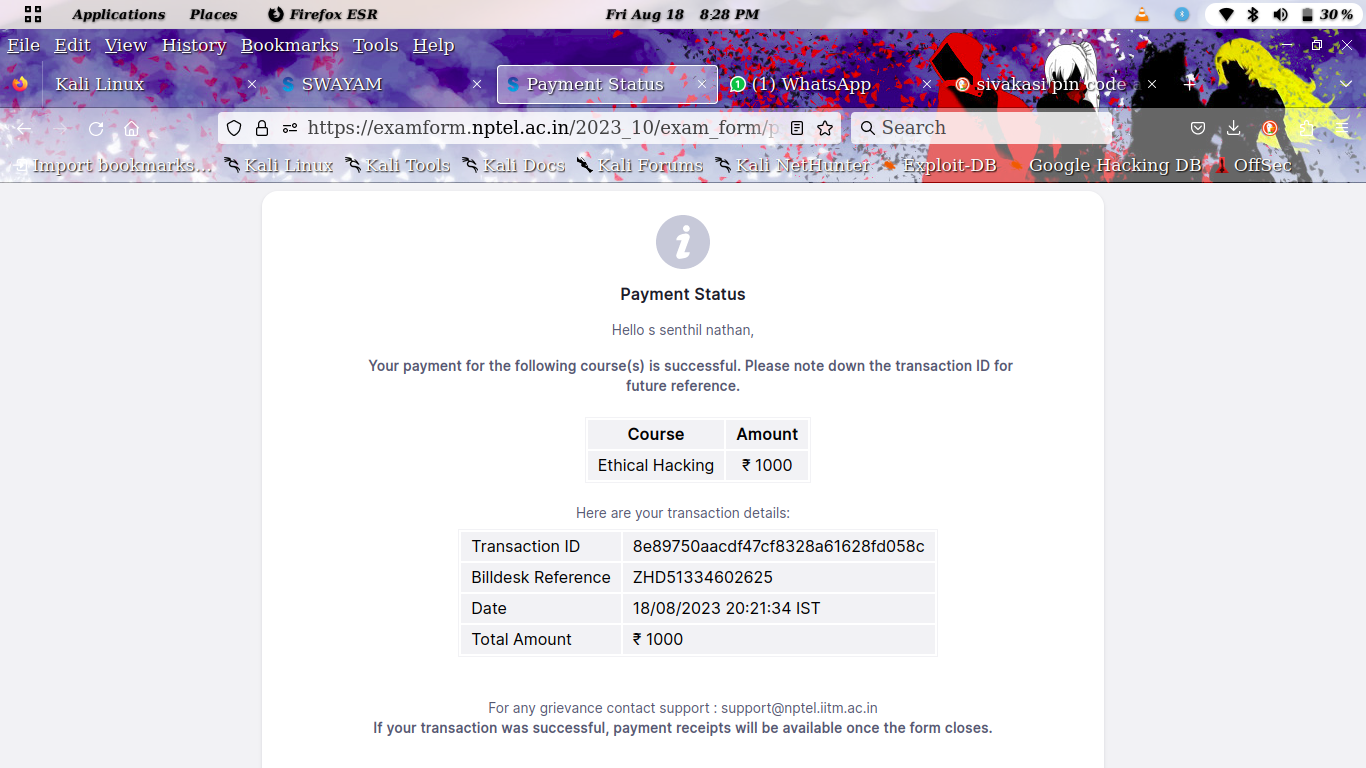 Applications Places Firefox ESR Fri Aug 18 8:28 PM 30 %
File Edit View History Bookmarks Tools Help
Kali Linux SWAYAM Payment Status (1) WhatsApp sivakasi pin code a
https://examform.nptel.ac.in/2023_10/exam_form/p Search
Import bookmarks... Kali Linux Kali Tools Kali Docs Kali Forums Kali NetHunter Exploit-DB Google Hacking DB OffSec
Payment Status
Hello s senthil nathan,
Your payment for the following course(s) is successful. Please note down the transaction ID for
future reference.
Course Amount
Ethical Hacking ₹ 1000
Here are your transaction details:
Transaction ID 8e89750aacdf47cf8328a61628fd058c
Billdesk Reference ZHD51334602625
Date 18/08/2023 20:21:34 IST
Total Amount ₹ 1000
For any grievance contact support : support@nptel.iitm.ac.in
If your transaction was successful, payment receipts will be available once the form closes.